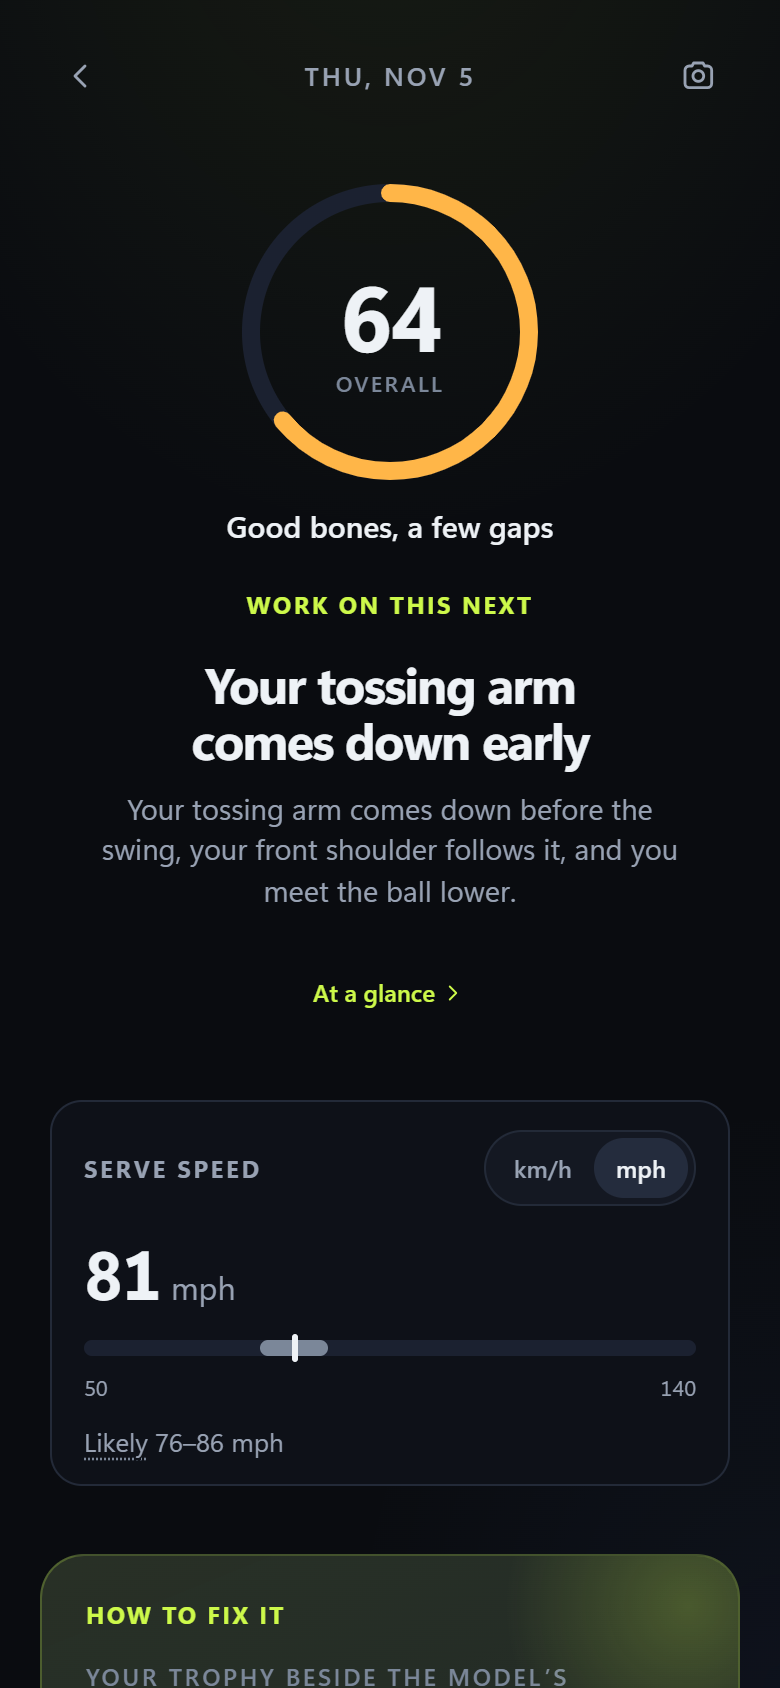 THU, NOV 5
64
OVERALL
Good bones, a few gaps
WORK ON THIS NEXT
Your tossing arm
comes down early
Your tossing arm comes down before the
swing, your front shoulder follows it, and you
meet the ball lower.
At a glance
SERVE SPEED
km/h mph
81 mph
50 140
Likely 76–86 mph
HOW TO FIX IT
YOUR TROPHY BESIDE THE MODEL’S